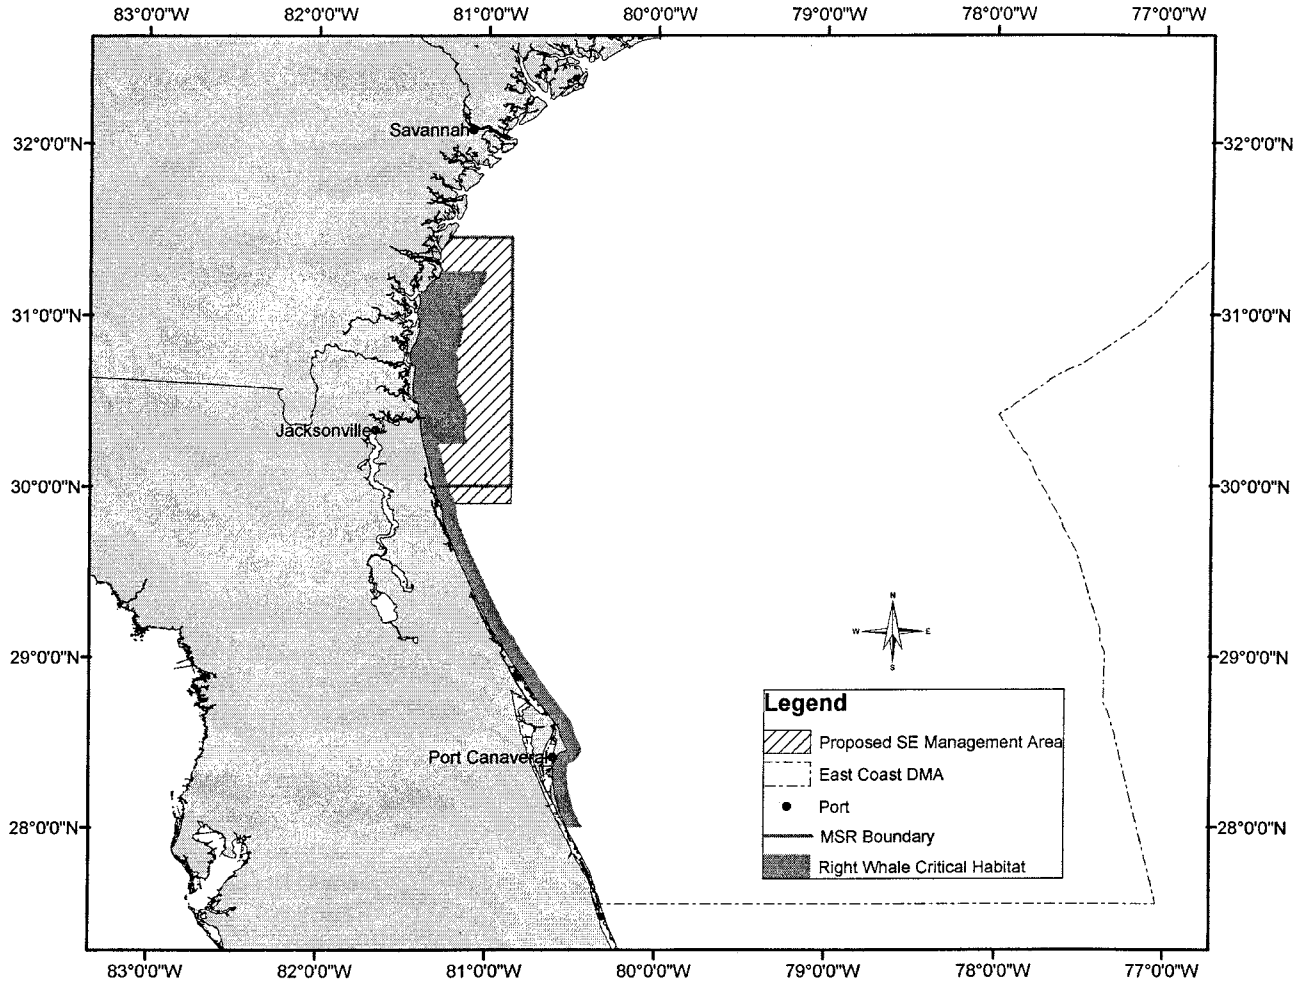 83°0'0"W 82°0'0"W 81°0'0"W 80°0'0"W 79°0'0"W 78°0'0"W 77°0'0"W
Savannah
32°0'0"N 32°0'0"N
31°0'0"N 31°0'0"N
Jacksonville
30°0'0"N 30°0'0"N
N
W E
S
29°0'0"N 29°0'0"N
Legend
Proposed SE Management Area
Port Canaveral
East Coast DMA
Port
28°0'0"N 28°0'0"N
MSR Boundary
Right Whale Critical Habitat
83°0'0"W 82°0'0"W 81°0'0"W 80°0'0"W 79°0'0"W 78°0'0"W 77°0'0"W